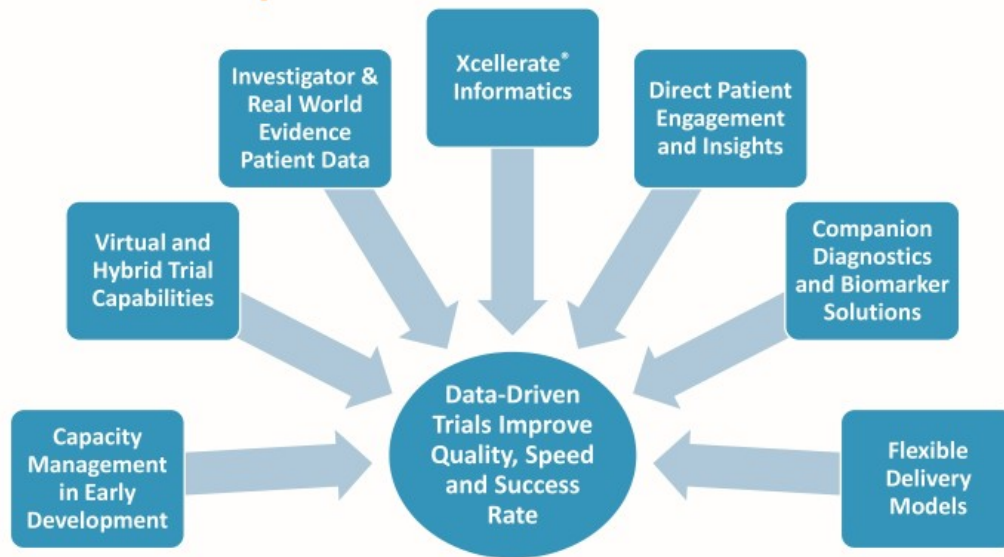 Xcellerate®
Informatics
Investigator &
Real World
Evidence
Patient Data
Direct Patient
Engagement
and Insights
Virtual and
Hybrid Trial
Capabilities
Companion
Diagnostics
and Biomarker
Solutions
Capacity
Management
in Early
Development
Data-Driven
Trials Improve
Quality, Speed
and Success
Rate
Flexible
Delivery
Models